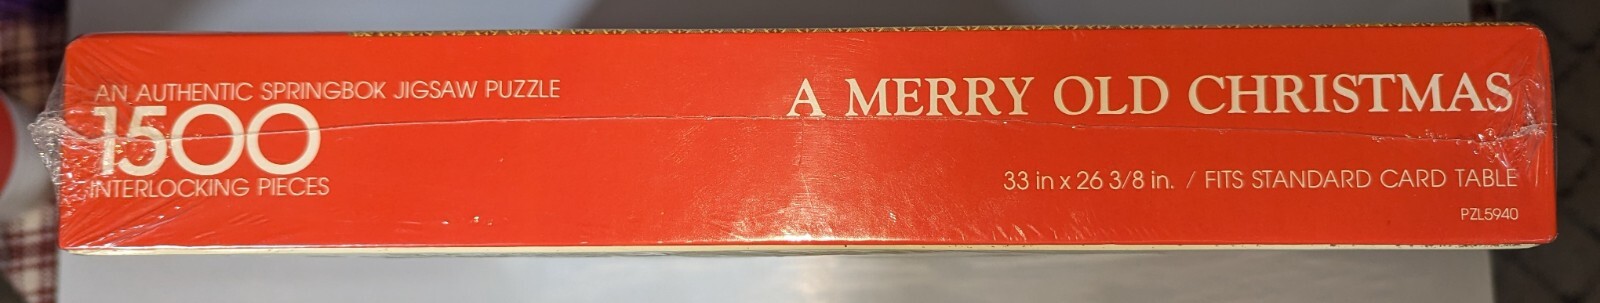 AN AUTHENTIC SPRINGBOK JIGSAW PUZZLE
1500
INTERLOCKING PIECES
A MERRY OLD CHRISTMAS
33 in x 26 3/8 in. / FITS STANDARD CARD TABLE
PZL5940